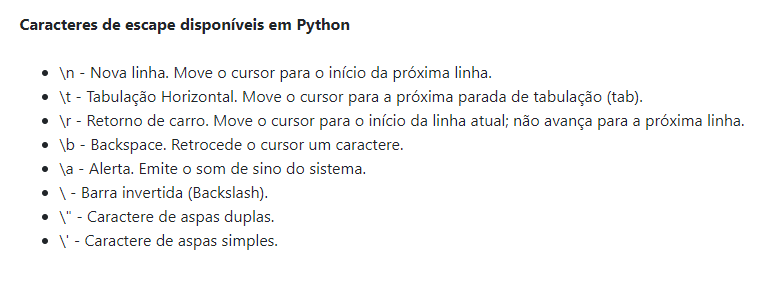 Caracteres de escape disponíveis em Python
• \n - Nova linha. Move o cursor para o início da próxima linha.
• \t - Tabulação Horizontal. Move o cursor para a próxima parada de tabulação (tab).
• \r - Retorno de carro. Move o cursor para o início da linha atual; não avança para a próxima linha.
• \b - Backspace. Retrocede o cursor um caractere.
• \a - Alerta. Emite o som de sino do sistema.
• \ - Barra invertida (Backslash).
• \" - Caractere de aspas duplas.
• \' - Caractere de aspas simples.